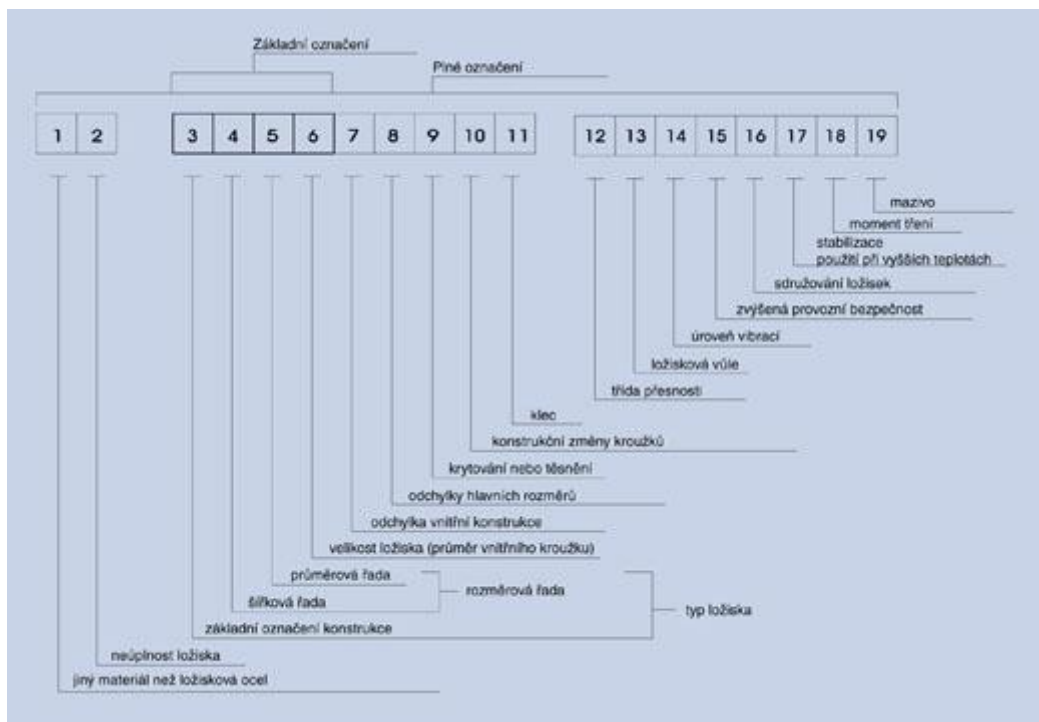 Základní označení
Plné označení
1 2 3 4 5 6 7 8 9 10 11 12 13 14 15 16 17 18 19
mazivo
moment tření
stabilizace
použití při vyšších teplotách
sdružování ložisek
zvýšená provozní bezpečnost
úroveň vibrací
ložisková vůle
třída přesnosti
klec
konstrukční změny kroužků
krytování nebo těsnění
odchylky hlavních rozměrů
odchylka vnitřní konstrukce
velikost ložiska (průměr vnitřního kroužku)
průměrová řada
rozměrová řada
šířková řada
typ ložiska
základní označení konstrukce
neúplnost ložiska
jiný materiál než ložisková ocel